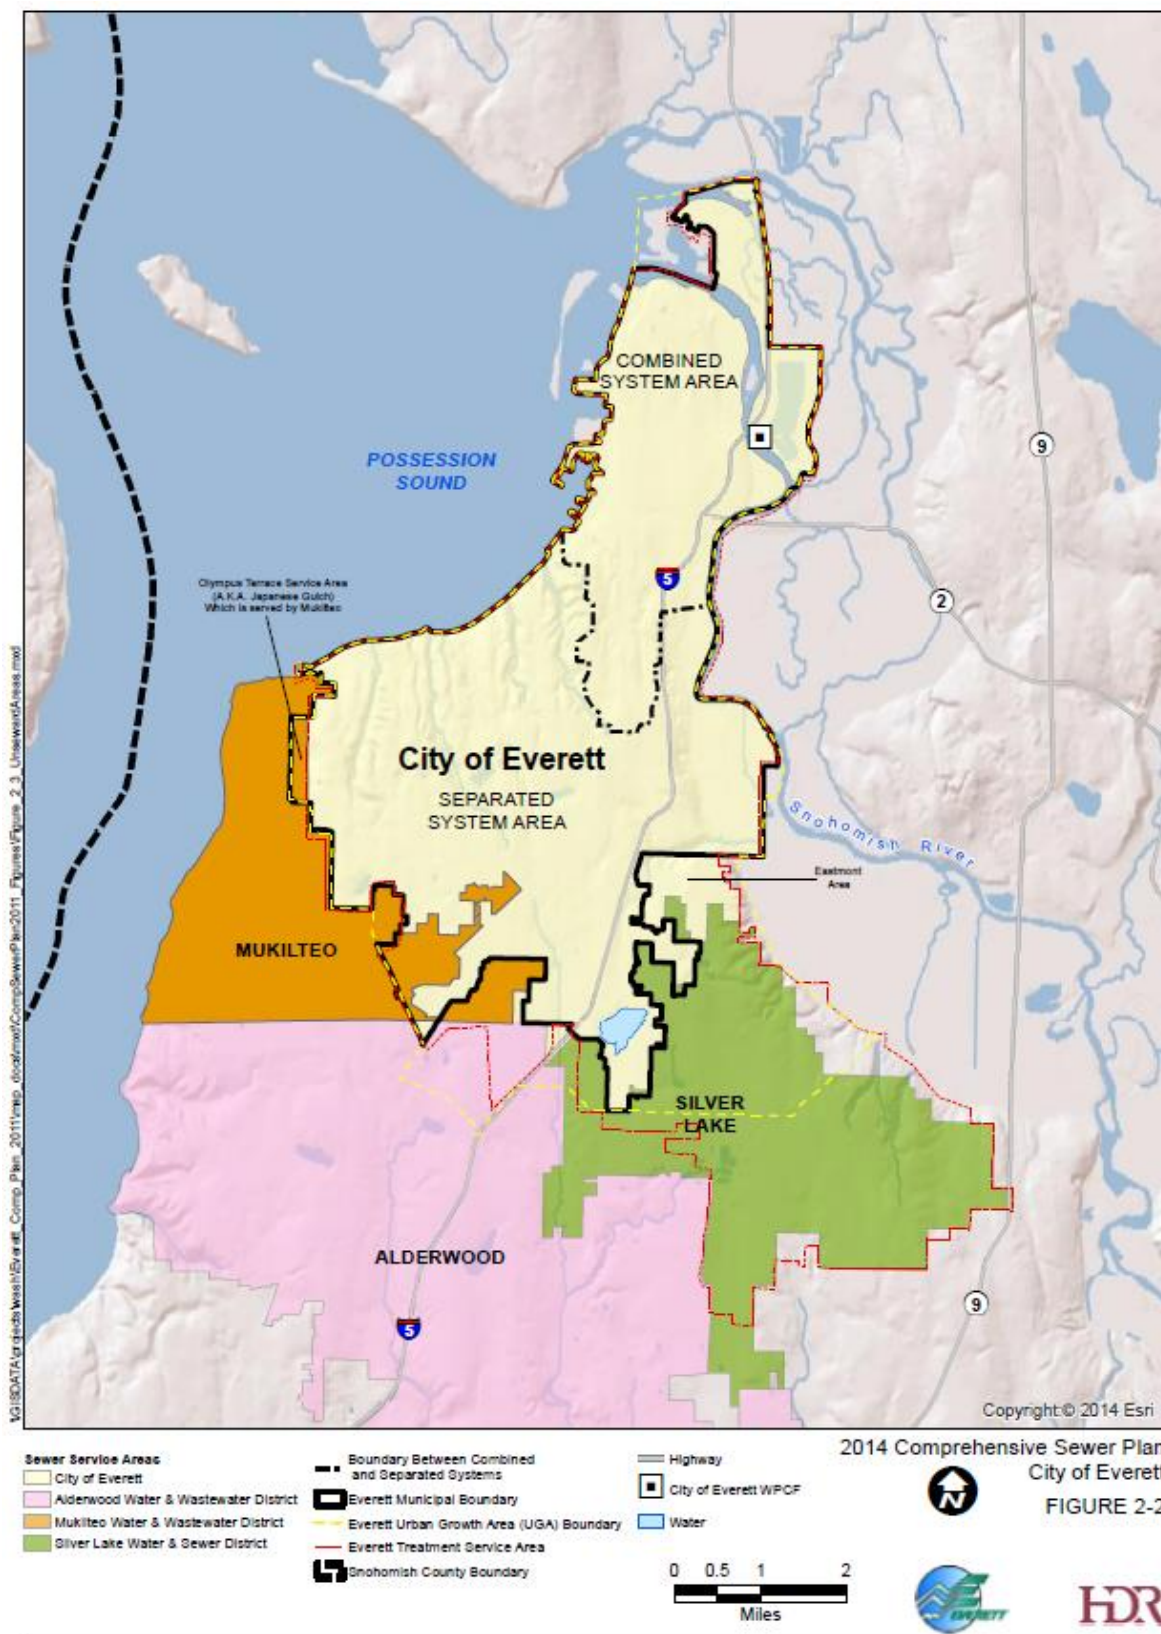 COMBINED
SYSTEM AREA
9
POSSESSION
SOUND
5
Olympus Terrace Service Area
(A.K.A. Japanese Gulch)
Which is served by Mukilteo
2
City of Everett
SEPARATED
SYSTEM AREA
Snohomish River
Eastmont
Area
MUKILTEO
SILVER
LAKE
ALDERWOOD
9
5
Copyright:© 2014 Esri
Sewer Service Areas
City of Everett
Alderwood Water & Wastewater District
Mukilteo Water & Wastewater District
Silver Lake Water & Sewer District
Boundary Between Combined
and Separated Systems
Everett Municipal Boundary
Everett Urban Growth Area (UGA) Boundary
Everett Treatment Service Area
Snohomish County Boundary
Highway
City of Everett WPCF
Water
0 0.5 1 2
Miles
2014 Comprehensive Sewer Plan
City of Everett
FIGURE 2-2
N
EVERETT
HDR